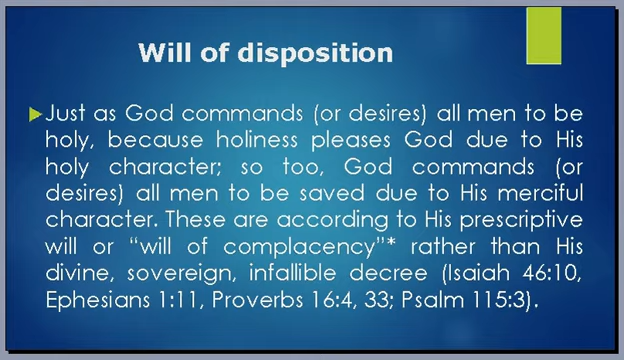 Will of disposition
Just as God commands (or desires) all men to be
holy, because holiness pleases God due to His
holy character; so too, God commands (or
desires) all men to be saved due to His merciful
character. These are according to His prescriptive
will or “will of complacency”* rather than His
divine, sovereign, infallible decree (Isaiah 46:10,
Ephesians 1:11, Proverbs 16:4, 33; Psalm 115:3).